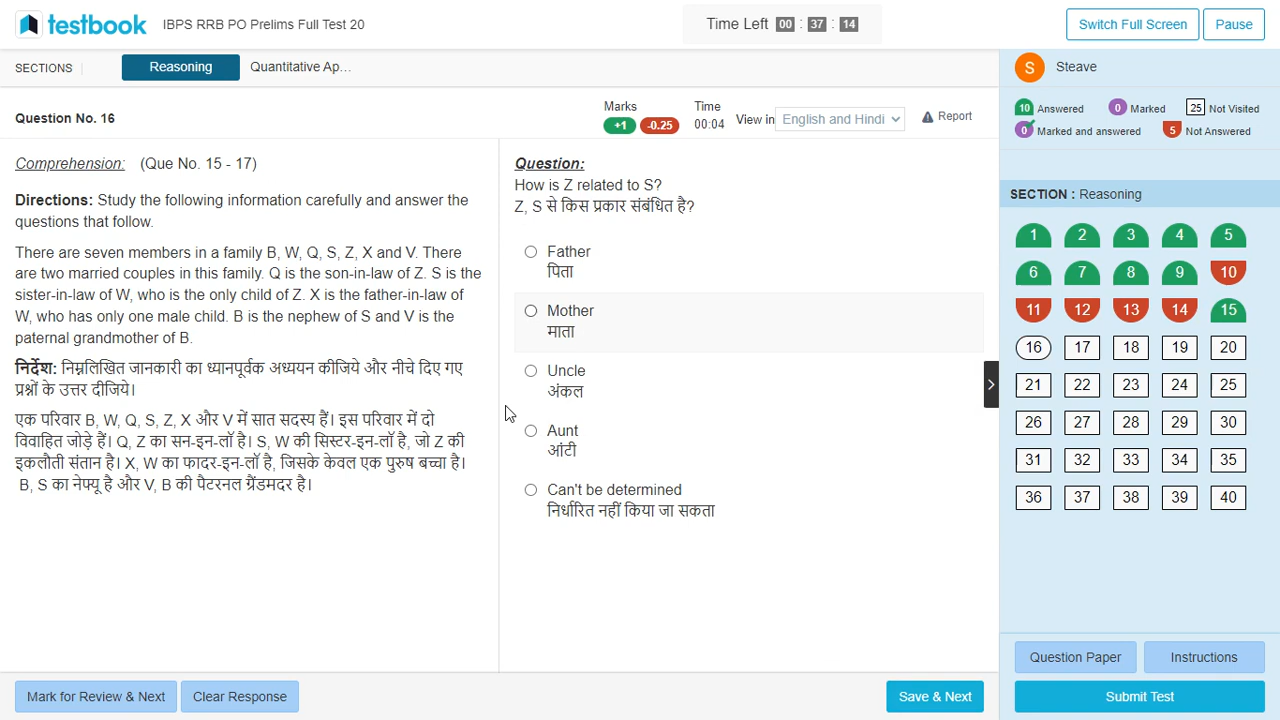 testbook IBPS RRB PO Prelims Full Test 20 Time Left 00 : 37 : 14 Switch Full Screen Pause
SECTIONS Reasoning Quantitative Ap... S Steave
Question No. 16 Marks +1 -0.25 Time 00:04 View in English and Hindi Report
10 Answered 0 Marked 25 Not Visited
0 Marked and answered 5 Not Answered
Comprehension: (Que No. 15 - 17)
Directions: Study the following information carefully and answer the
questions that follow.
There are seven members in a family B, W, Q, S, Z, X and V. There
are two married couples in this family. Q is the son-in-law of Z. S is the
sister-in-law of W, who is the only child of Z. X is the father-in-law of
W, who has only one male child. B is the nephew of S and V is the
paternal grandmother of B.
निर्देश: निम्नलिखित जानकारी का ध्यानपूर्वक अध्ययन कीजिये और नीचे दिए गए
प्रश्नों के उत्तर दीजिये।
एक परिवार B, W, Q, S, Z, X और V में सात सदस्य हैं। इस परिवार में दो
विवाहित जोड़े हैं। Q, Z का सन-इन-लॉ है। S, W की सिस्टर-इन-लॉ है, जो Z की
इकलौती संतान है। X, W का फादर-इन-लॉ है, जिसके केवल एक पुरुष बच्चा है।
B, S का नेफ्यू है और V, B की पैटरनल ग्रैंडमदर है।
Question:
How is Z related to S?
Z, S से किस प्रकार संबंधित है?
Father
पिता
Mother
माता
Uncle
अंकल
Aunt
आंटी
Can't be determined
निर्धारित नहीं किया जा सकता
SECTION : Reasoning
1 2 3 4 5
6 7 8 9 10
11 12 13 14 15
16 17 18 19 20
21 22 23 24 25
26 27 28 29 30
31 32 33 34 35
36 37 38 39 40
Question Paper Instructions
Mark for Review & Next Clear Response Save & Next Submit Test